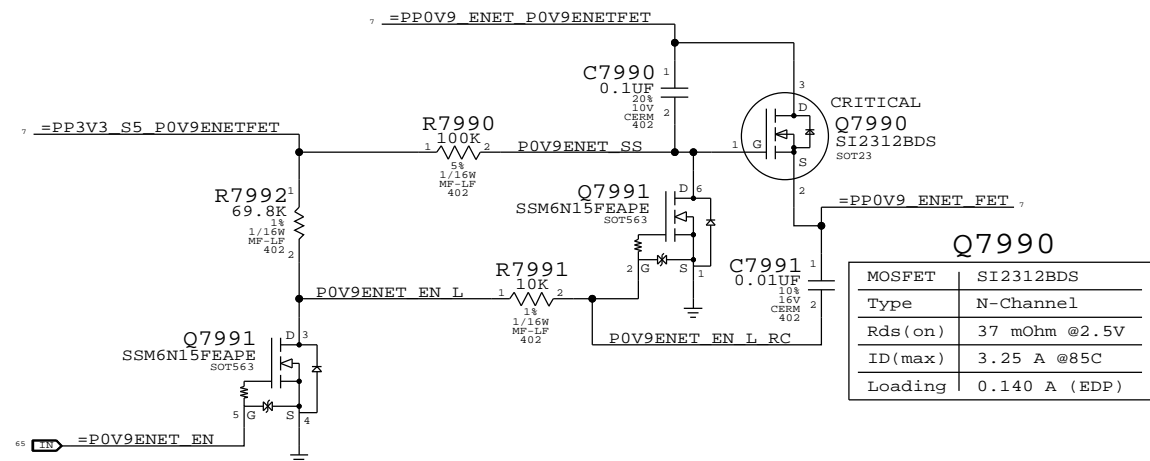 7 =PP0V9_ENET_P0V9ENETFET
C7990
0.1UF
20%
10V
CERM
402
1
2
3
D
CRITICAL
Q7990
SI2312BDS
SOT23
1 G
S
2
7 =PP3V3_S5_P0V9ENETFET
R7990
100K
1 2
5%
1/16W
MF-LF
402
P0V9ENET_SS
R7992
69.8K
1%
1/16W
MF-LF
402
1
2
Q7991
SSM6N15FEAPE
SOT563
D 6
2 G S 1
=PP0V9_ENET_FET 7
C7991
0.01UF
10%
16V
CERM
402
1
2
P0V9ENET_EN_L
R7991
10K
1 2
1%
1/16W
MF-LF
402
P0V9ENET_EN_L_RC
Q7991
SSM6N15FEAPE
SOT563
D 3
5 G S 4
65 IN =P0V9ENET_EN
Q7990
MOSFET SI2312BDS
Type N-Channel
Rds(on) 37 mOhm @2.5V
ID(max) 3.25 A @85C
Loading 0.140 A (EDP)